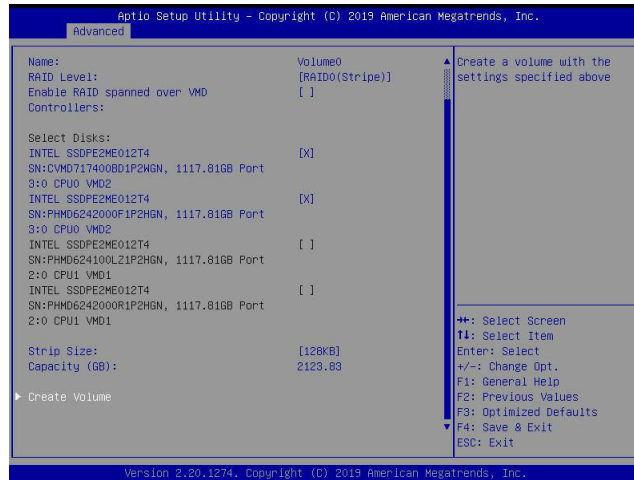 Aptio Setup Utility – Copyright (C) 2019 American Megatrends, Inc.
Advanced
Name: Volume0
RAID Level: [RAID0(Stripe)]
Enable RAID spanned over VMD [ ]
Controllers:
Select Disks:
INTEL SSDPE2ME012T4 [X]
SN:CVMD717400BD1P2WGN, 1117.81GB Port
3:0 CPU0 VMD2
INTEL SSDPE2ME012T4 [X]
SN:PHMD6242000F1P2HGN, 1117.81GB Port
3:0 CPU0 VMD2
INTEL SSDPE2ME012T4 [ ]
SN:PHMD624100LZ1P2HGN, 1117.81GB Port
2:0 CPU1 VMD1
INTEL SSDPE2ME012T4 [ ]
SN:PHMD6242000R1P2HGN, 1117.81GB Port
2:0 CPU1 VMD1
Strip Size: [128KB]
Capacity (GB): 2123.83
Create Volume
Create a volume with the
settings specified above
→←: Select Screen
↑↓: Select Item
Enter: Select
+/-: Change Opt.
F1: General Help
F2: Previous Values
F3: Optimized Defaults
F4: Save & Exit
ESC: Exit
Version 2.20.1274. Copyright (C) 2019 American Megatrends, Inc.